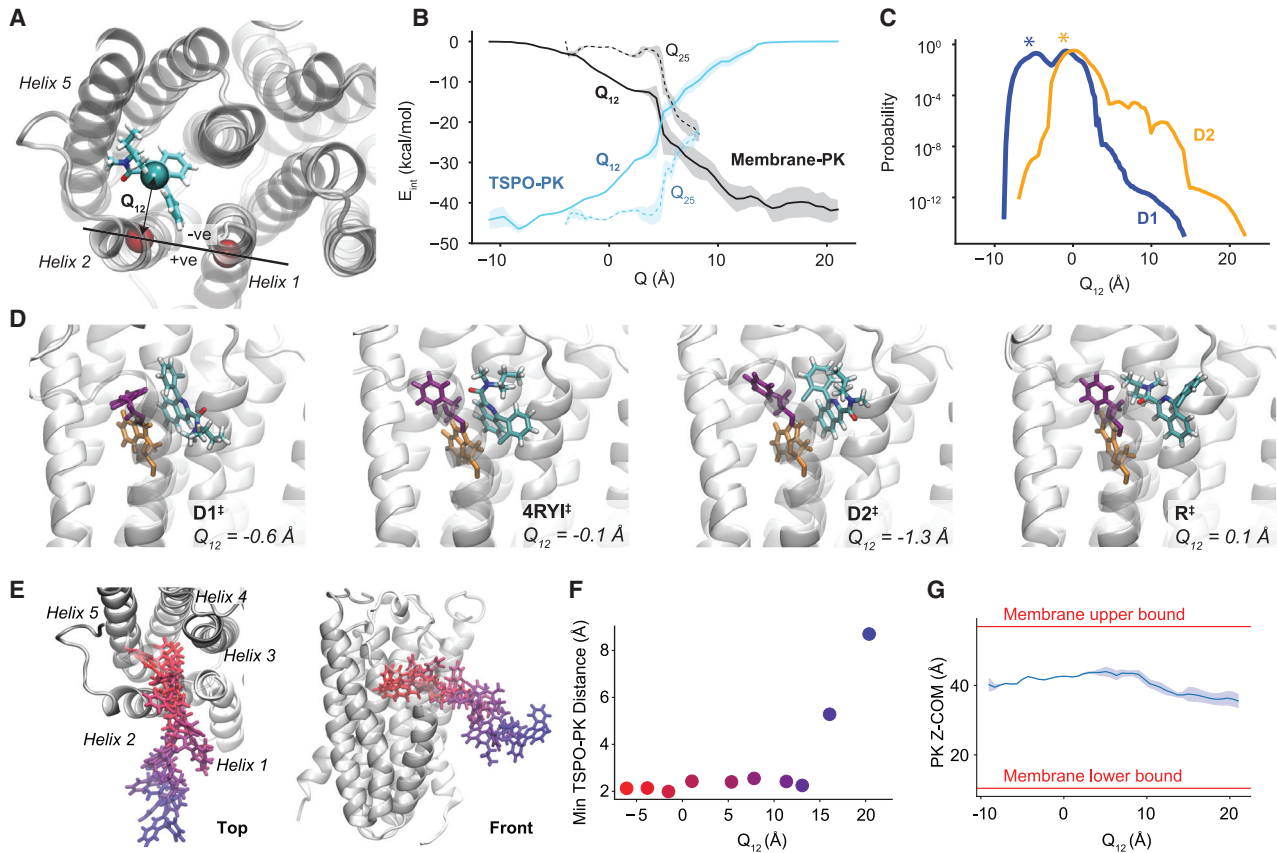 A
Helix 5
Q12
-ve
+ve
Helix 2
Helix 1
B
E_int (kcal/mol)
0
−10
−20
−30
−40
−50
Q25
Q12
Q12
Membrane-PK
TSPO-PK
Q25
−10
0
10
20
Q (Å)
C
Probability
10^0
10^-4
10^-8
10^-12
*
*
D2
D1
−10
0
10
20
Q12 (Å)
D
D1‡
Q12 = -0.6 Å
4RYI‡
Q12 = -0.1 Å
D2‡
Q12 = -1.3 Å
R‡
Q12 = 0.1 Å
E
Helix 5
Helix 4
Helix 3
Helix 2
Helix 1
Top
Front
F
Min TSPO-PK Distance (Å)
8
6
4
2
-5
0
5
10
15
20
Q12 (Å)
G
Membrane upper bound
PK Z-COM (Å)
40
20
Membrane lower bound
-10
0
10
20
Q12 (Å)